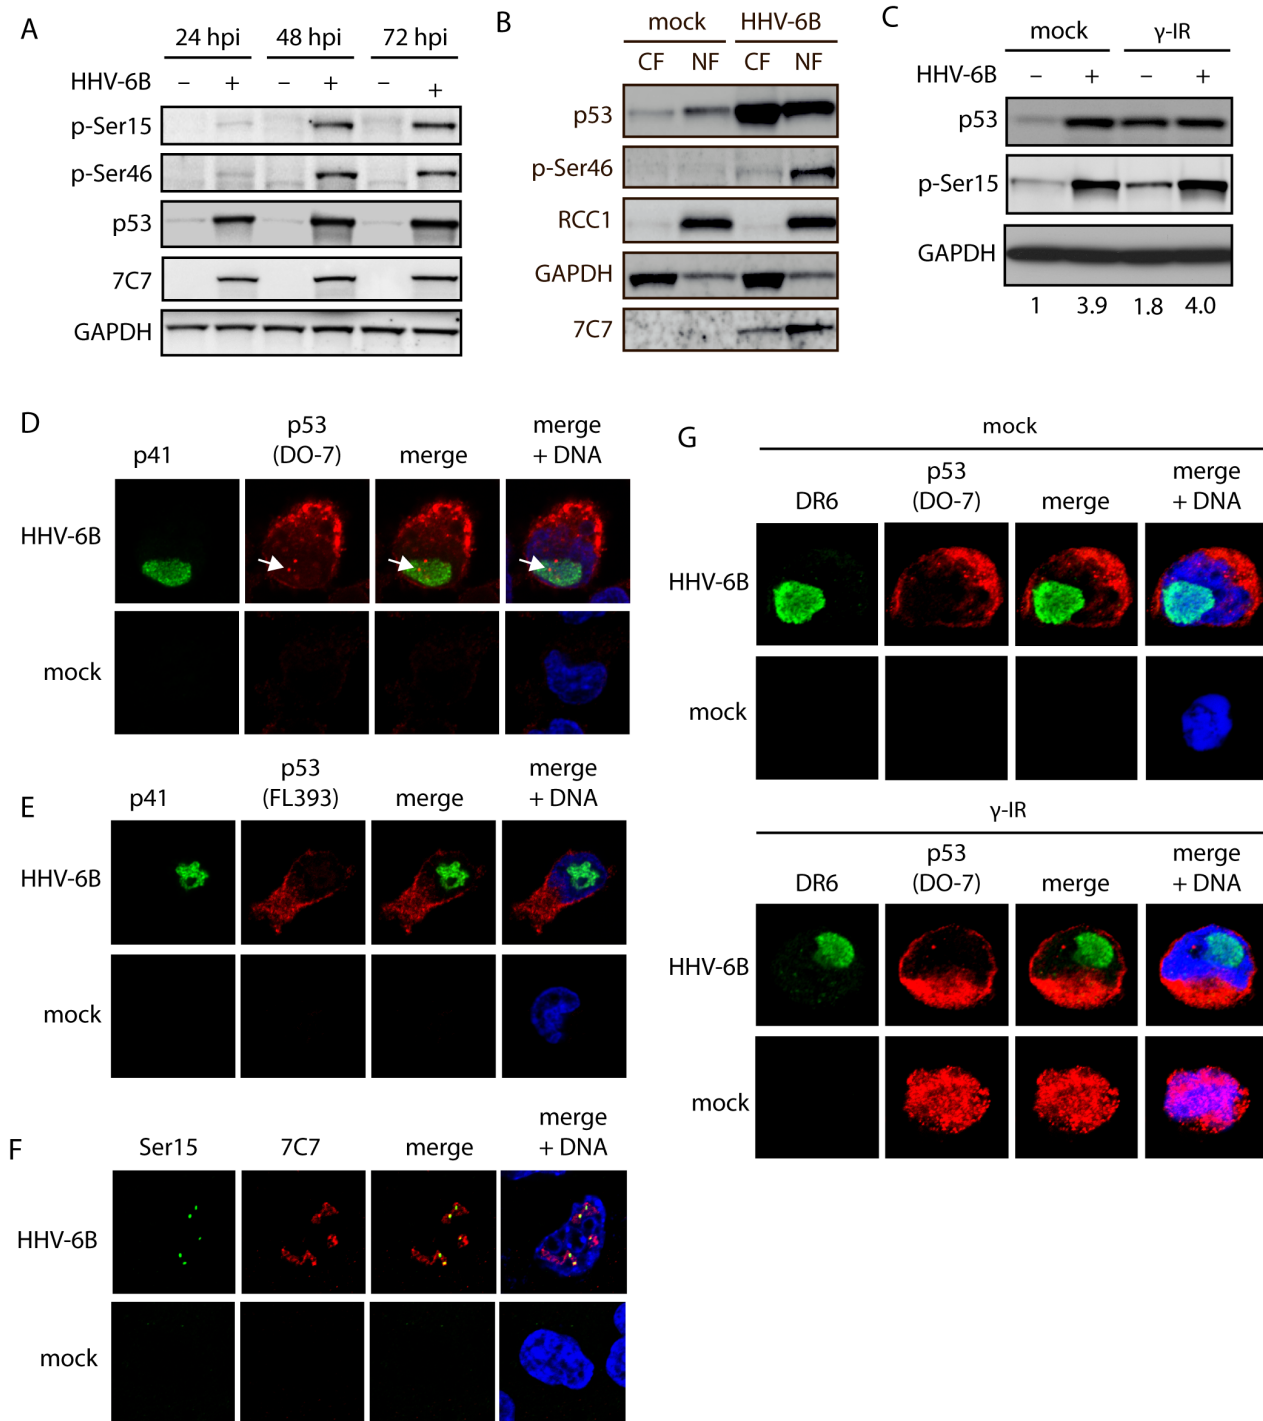 A
24 hpi 48 hpi 72 hpi
HHV-6B – + – + – +
p-Ser15
p-Ser46
p53
7C7
GAPDH
B
mock HHV-6B
CF NF CF NF
p53
p-Ser46
RCC1
GAPDH
7C7
C
mock γ-IR
HHV-6B – + – +
p53
p-Ser15
GAPDH
1 3.9 1.8 4.0
D
p41 p53 (DO-7) merge merge + DNA
HHV-6B
mock
E
p41 p53 (FL393) merge merge + DNA
HHV-6B
mock
F
Ser15 7C7 merge merge + DNA
HHV-6B
mock
G
mock
DR6 p53 (DO-7) merge merge + DNA
HHV-6B
mock
γ-IR
DR6 p53 (DO-7) merge merge + DNA
HHV-6B
mock